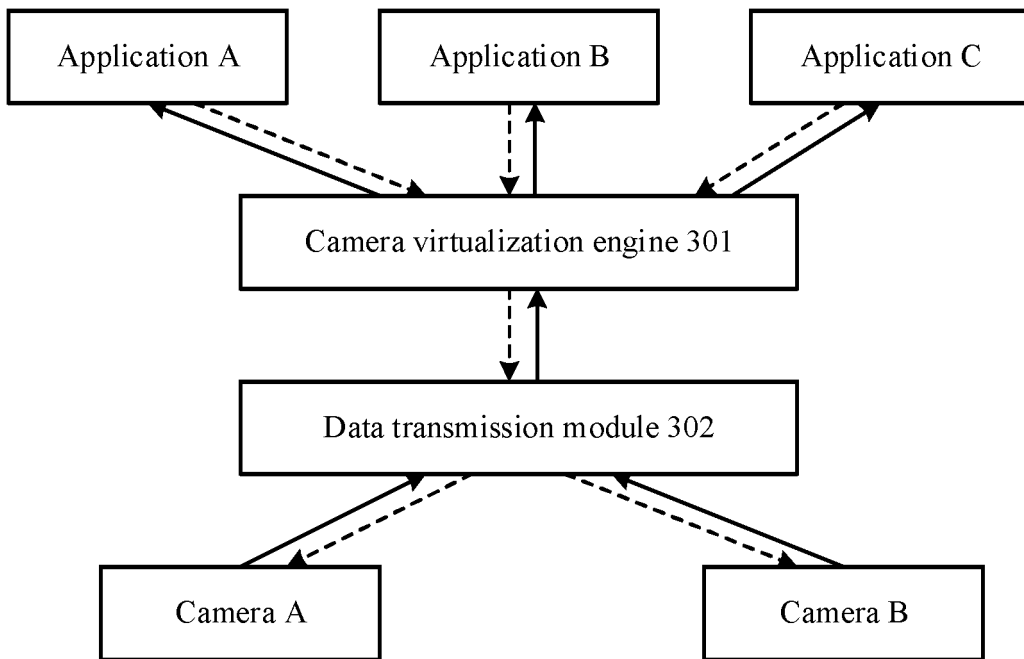 Application A
Application B
Application C
Camera virtualization engine 301
Data transmission module 302
Camera A
Camera B